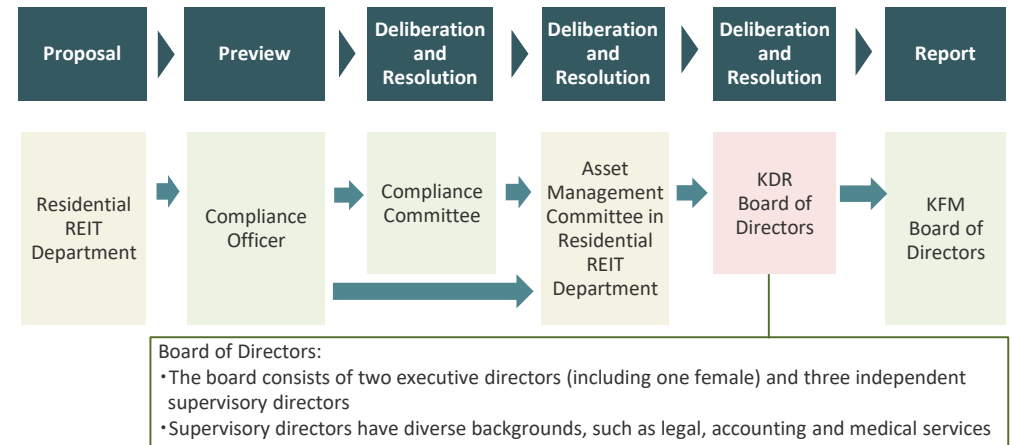 Proposal
Preview
Deliberation
and
Resolution
Deliberation
and
Resolution
Deliberation
and
Resolution
Report
Residential
REIT
Department
Compliance
Officer
Compliance
Committee
Asset
Management
Committee in
Residential
REIT
Department
KDR
Board of
Directors
KFM
Board of
Directors
Board of Directors:
・The board consists of two executive directors (including one female) and three independent
supervisory directors
・Supervisory directors have diverse backgrounds, such as legal, accounting and medical services